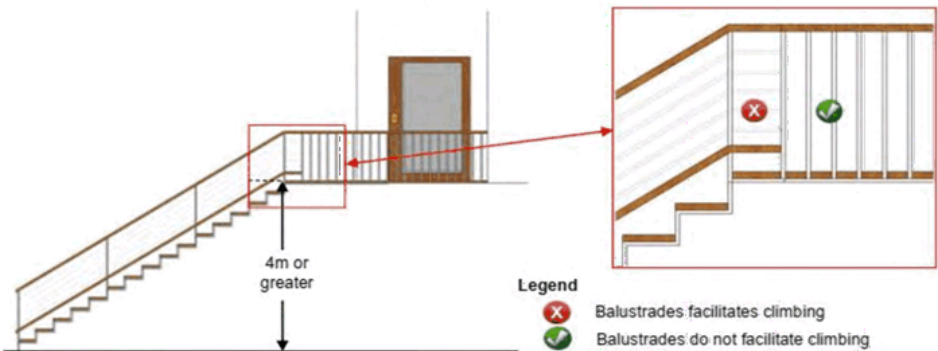 4m or
greater
Legend
X
Balustrades facilitates climbing
Balustrades do not facilitate climbing